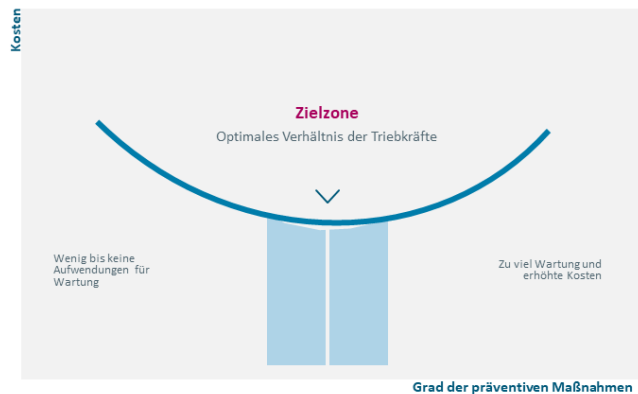 Kosten
Zielzone
Optimales Verhältnis der Triebkräfte
Wenig bis keine
Aufwendungen für
Wartung
Zu viel Wartung und
erhöhte Kosten
Grad der präventiven Maßnahmen